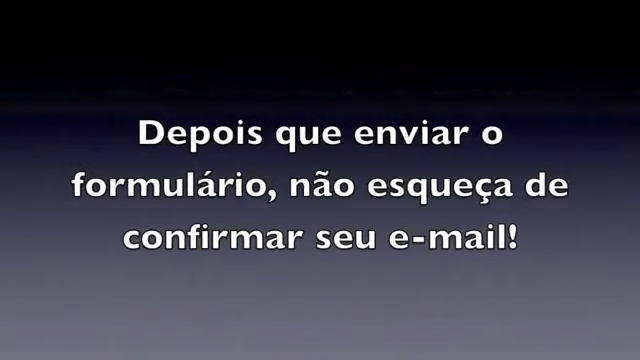 Depois que enviar o
formulário, não esqueça de
confirmar seu e-mail!